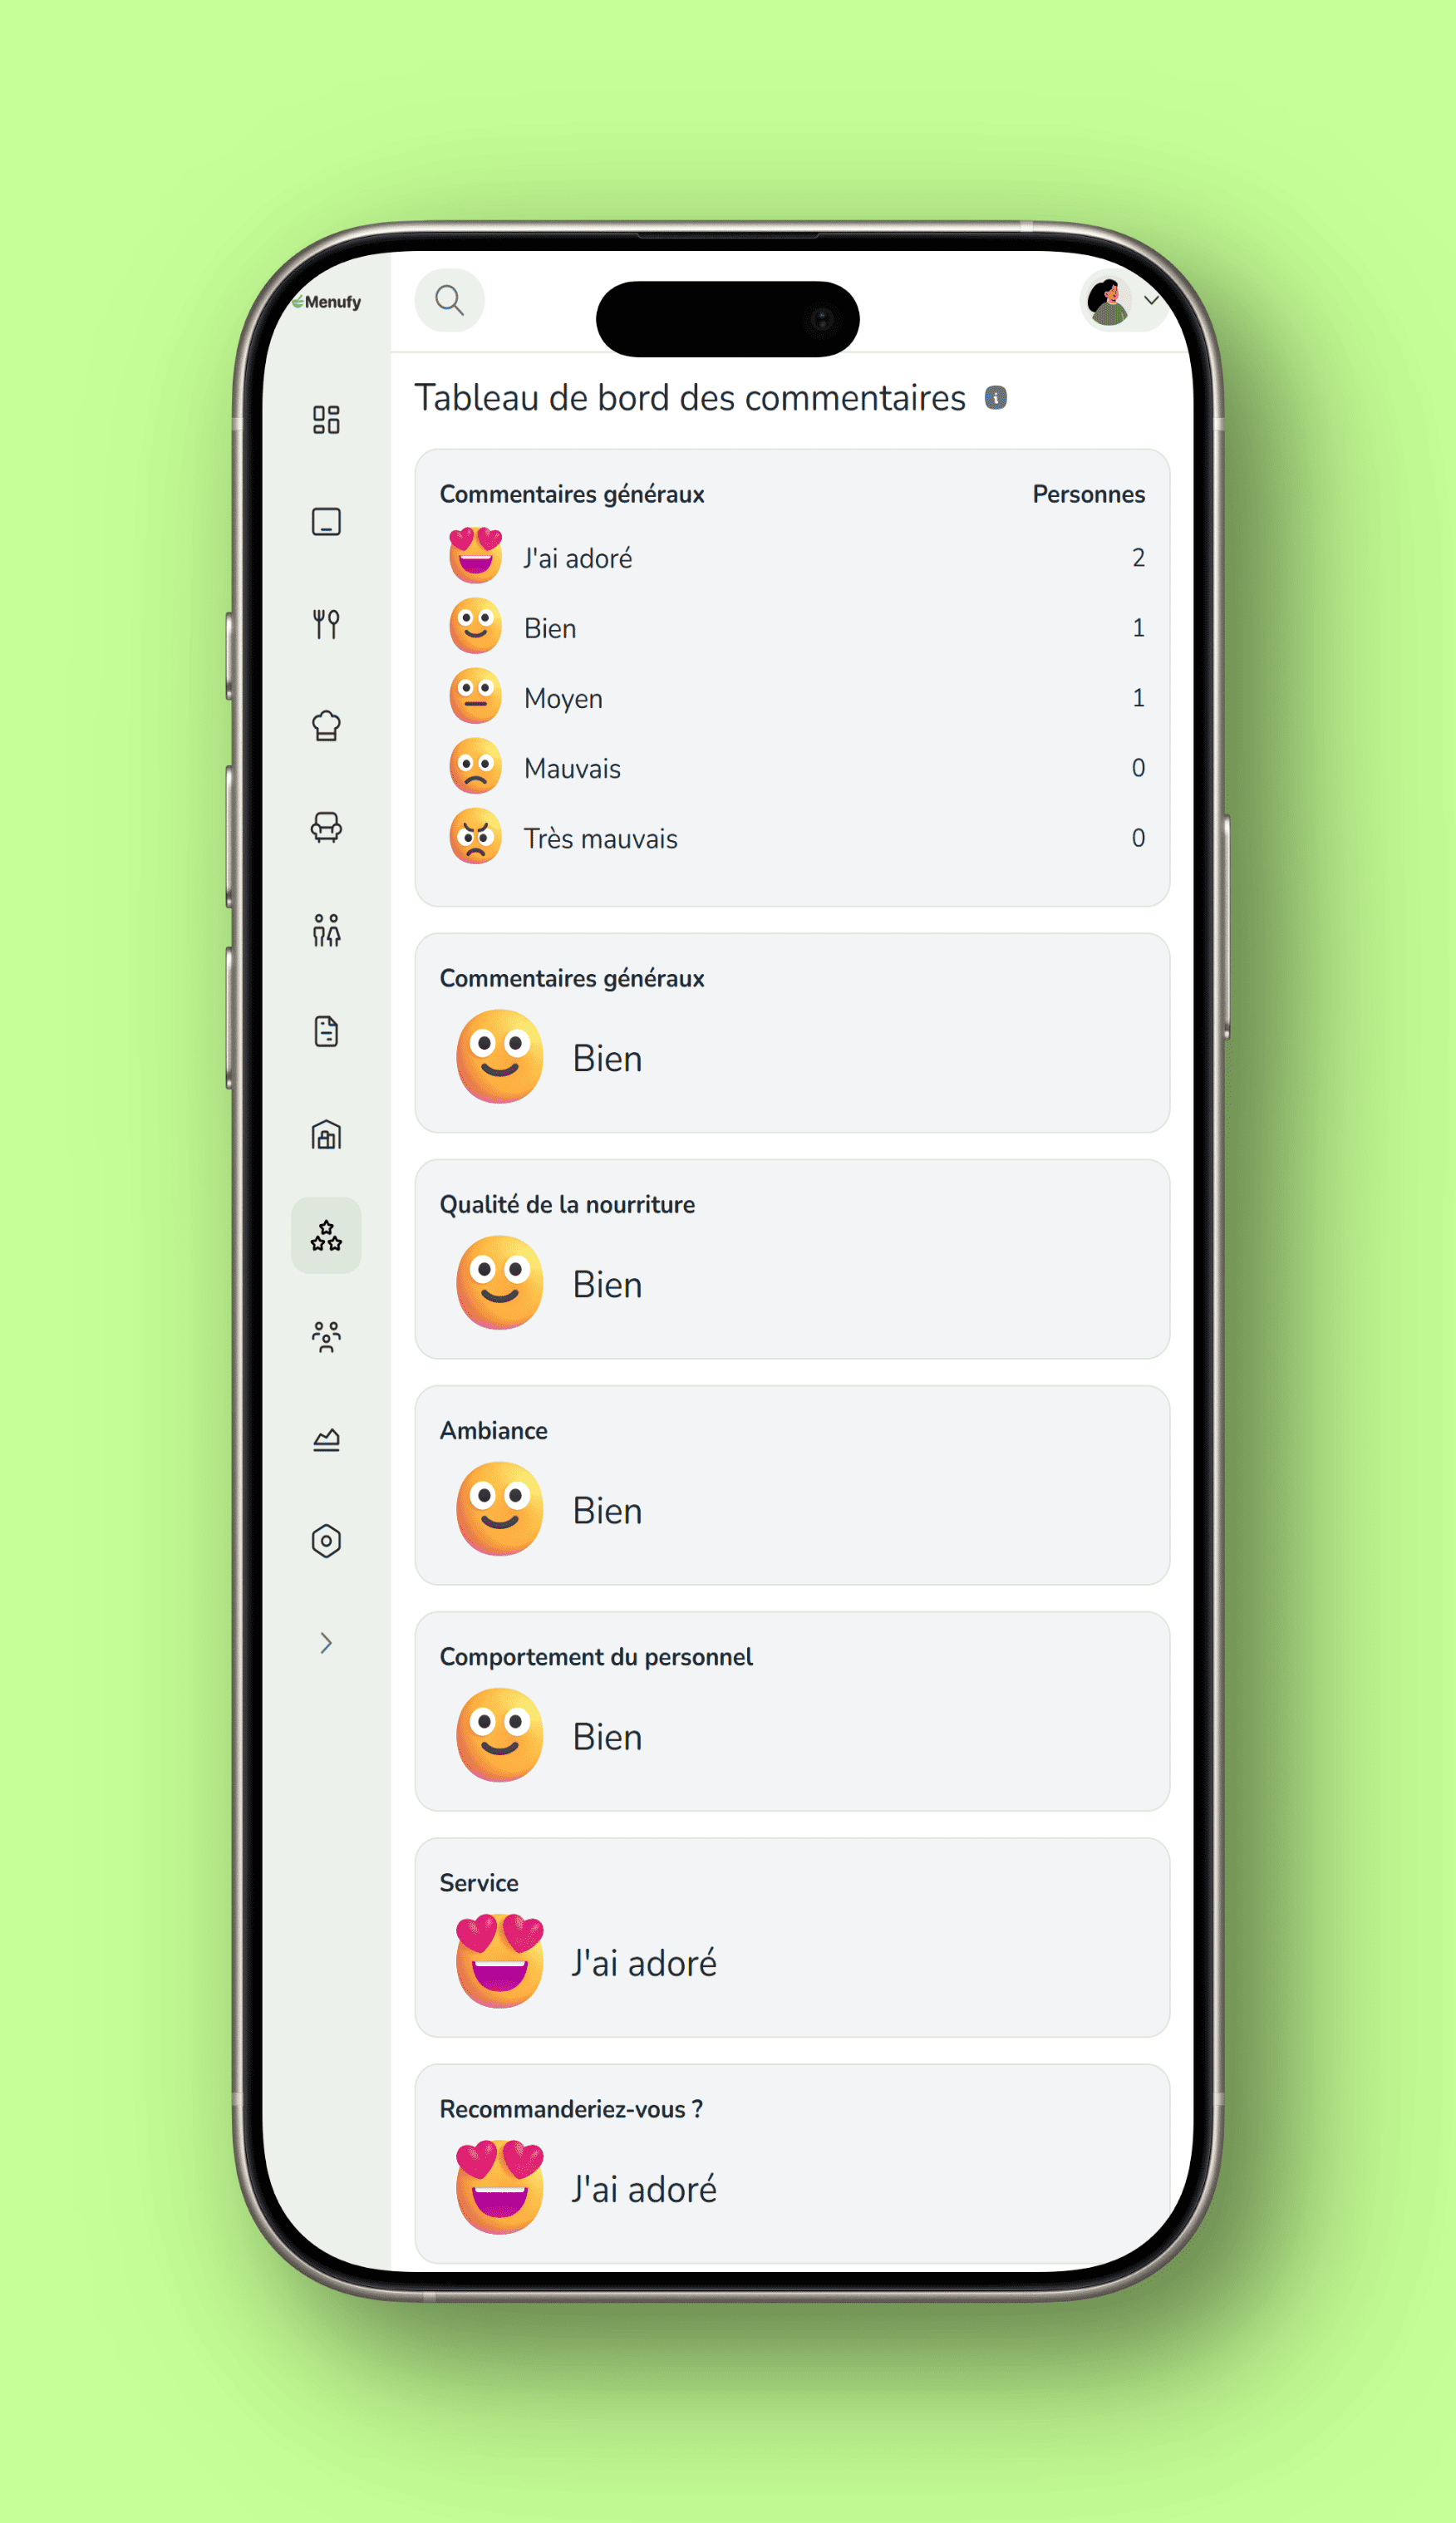 Menufy
Tableau de bord des commentaires
Commentaires généraux Personnes
J'ai adoré 2
Bien 1
Moyen 1
Mauvais 0
Très mauvais 0
Commentaires généraux
Bien
Qualité de la nourriture
Bien
Ambiance
Bien
Comportement du personnel
Bien
Service
J'ai adoré
Recommanderiez-vous ?
J'ai adoré